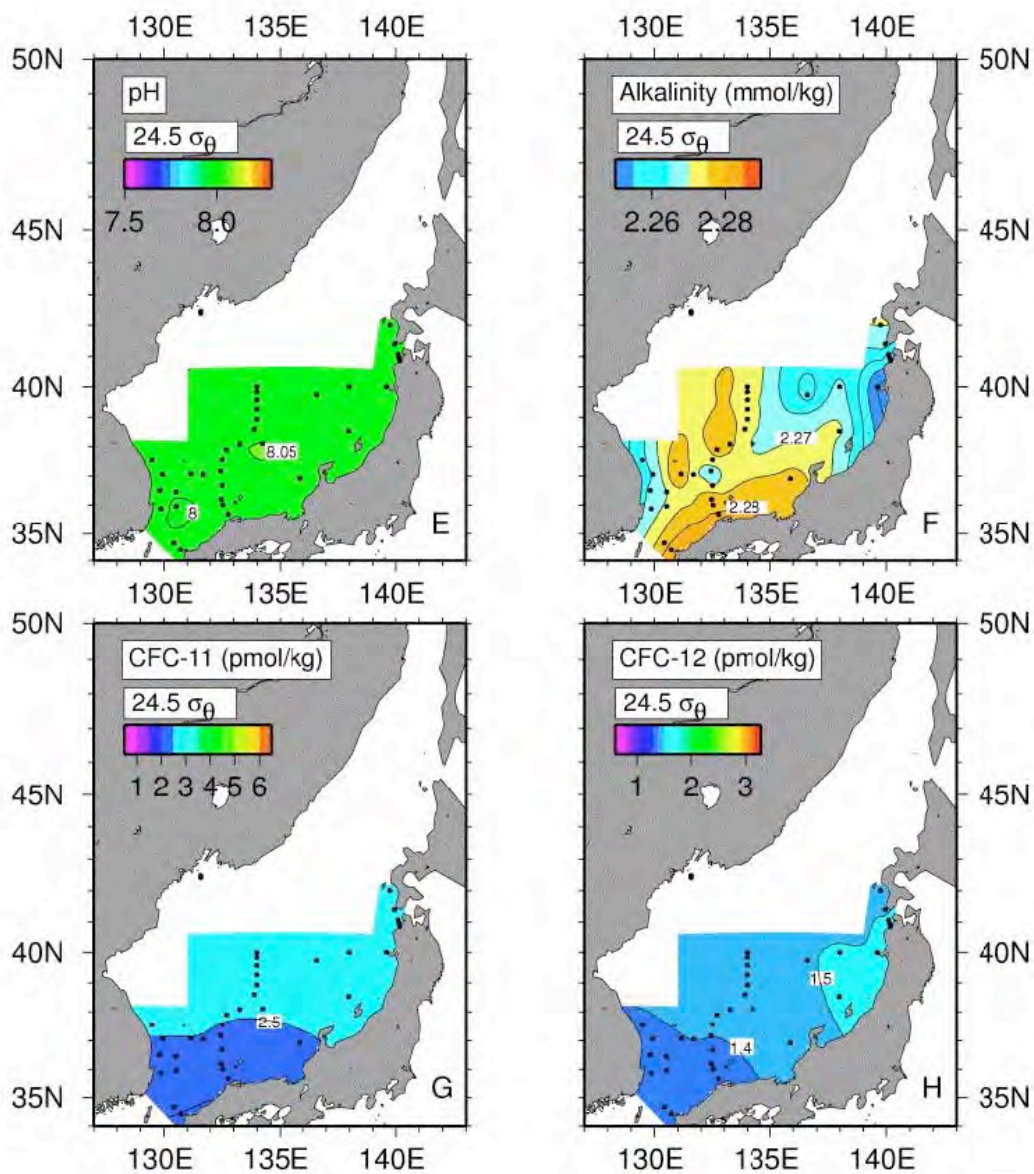 130E 135E 140E 130E 135E 140E
50N 50N
pH Alkalinity (mmol/kg)
24.5 σθ 24.5 σθ
7.5 8.0 2.26 2.28
45N 45N
40N 40N
8.05 2.27
8 2.28
35N E F 35N
130E 135E 140E 130E 135E 140E
50N 50N
CFC-11 (pmol/kg) CFC-12 (pmol/kg)
24.5 σθ 24.5 σθ
1 2 3 4 5 6 1 2 3
45N 45N
40N 40N
1.5
2.5 1.4
35N G H 35N
130E 135E 140E 130E 135E 140E